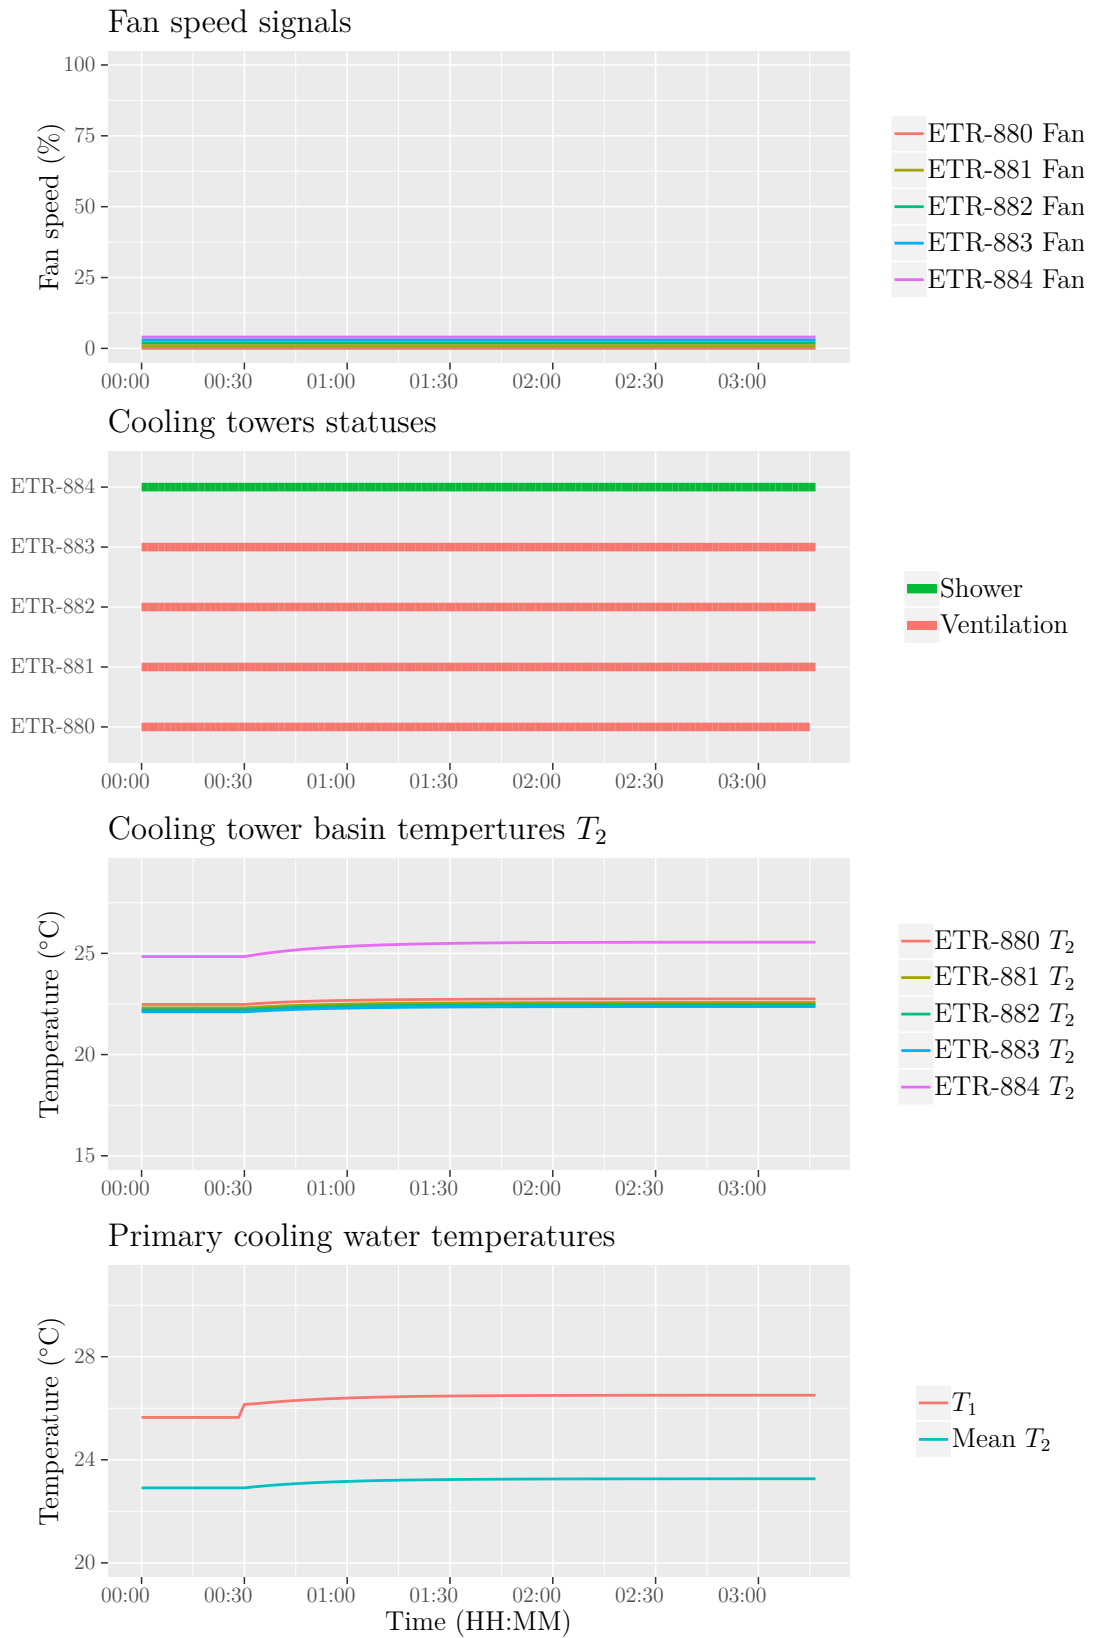 Fan speed signals
100
75
50
25
0
Fan speed (%)
00:00 00:30 01:00 01:30 02:00 02:30 03:00
ETR-880 Fan
ETR-881 Fan
ETR-882 Fan
ETR-883 Fan
ETR-884 Fan
Cooling towers statuses
ETR-884
ETR-883
ETR-882
ETR-881
ETR-880
00:00 00:30 01:00 01:30 02:00 02:30 03:00
Shower
Ventilation
Cooling tower basin tempertures T₂
25
20
15
Temperature (°C)
00:00 00:30 01:00 01:30 02:00 02:30 03:00
ETR-880 T₂
ETR-881 T₂
ETR-882 T₂
ETR-883 T₂
ETR-884 T₂
Primary cooling water temperatures
28
24
20
Temperature (°C)
00:00 00:30 01:00 01:30 02:00 02:30 03:00
Time (HH:MM)
T₁
Mean T₂